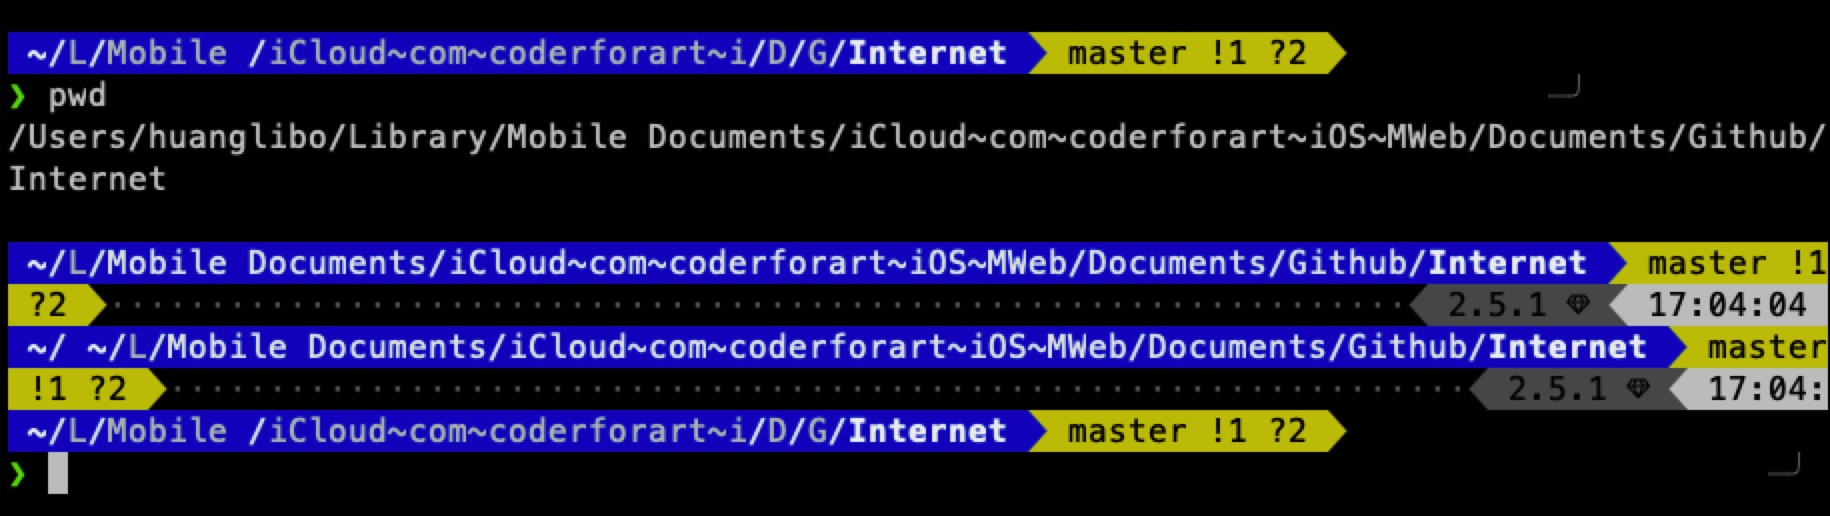 ~/L/Mobile /iCloud~com~coderforart~i/D/G/Internet master !1 ?2
❯ pwd
/Users/huanglibo/Library/Mobile Documents/iCloud~com~coderforart~iOS~MWeb/Documents/Github/
Internet
~/L/Mobile Documents/iCloud~com~coderforart~iOS~MWeb/Documents/Github/Internet master !1
?2 2.5.1 17:04:04
~/ ~/L/Mobile Documents/iCloud~com~coderforart~iOS~MWeb/Documents/Github/Internet master
!1 ?2 2.5.1 17:04:
~/L/Mobile /iCloud~com~coderforart~i/D/G/Internet master !1 ?2
❯